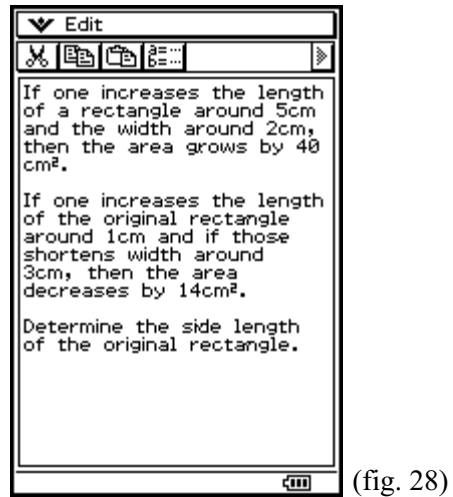 Edit
If one increases the length
of a rectangle around 5cm
and the width around 2cm,
then the area grows by 40
cm².
If one increases the length
of the original rectangle
around 1cm and if those
shortens width around
3cm, then the area
decreases by 14cm².
Determine the side length
of the original rectangle.
(fig. 28)